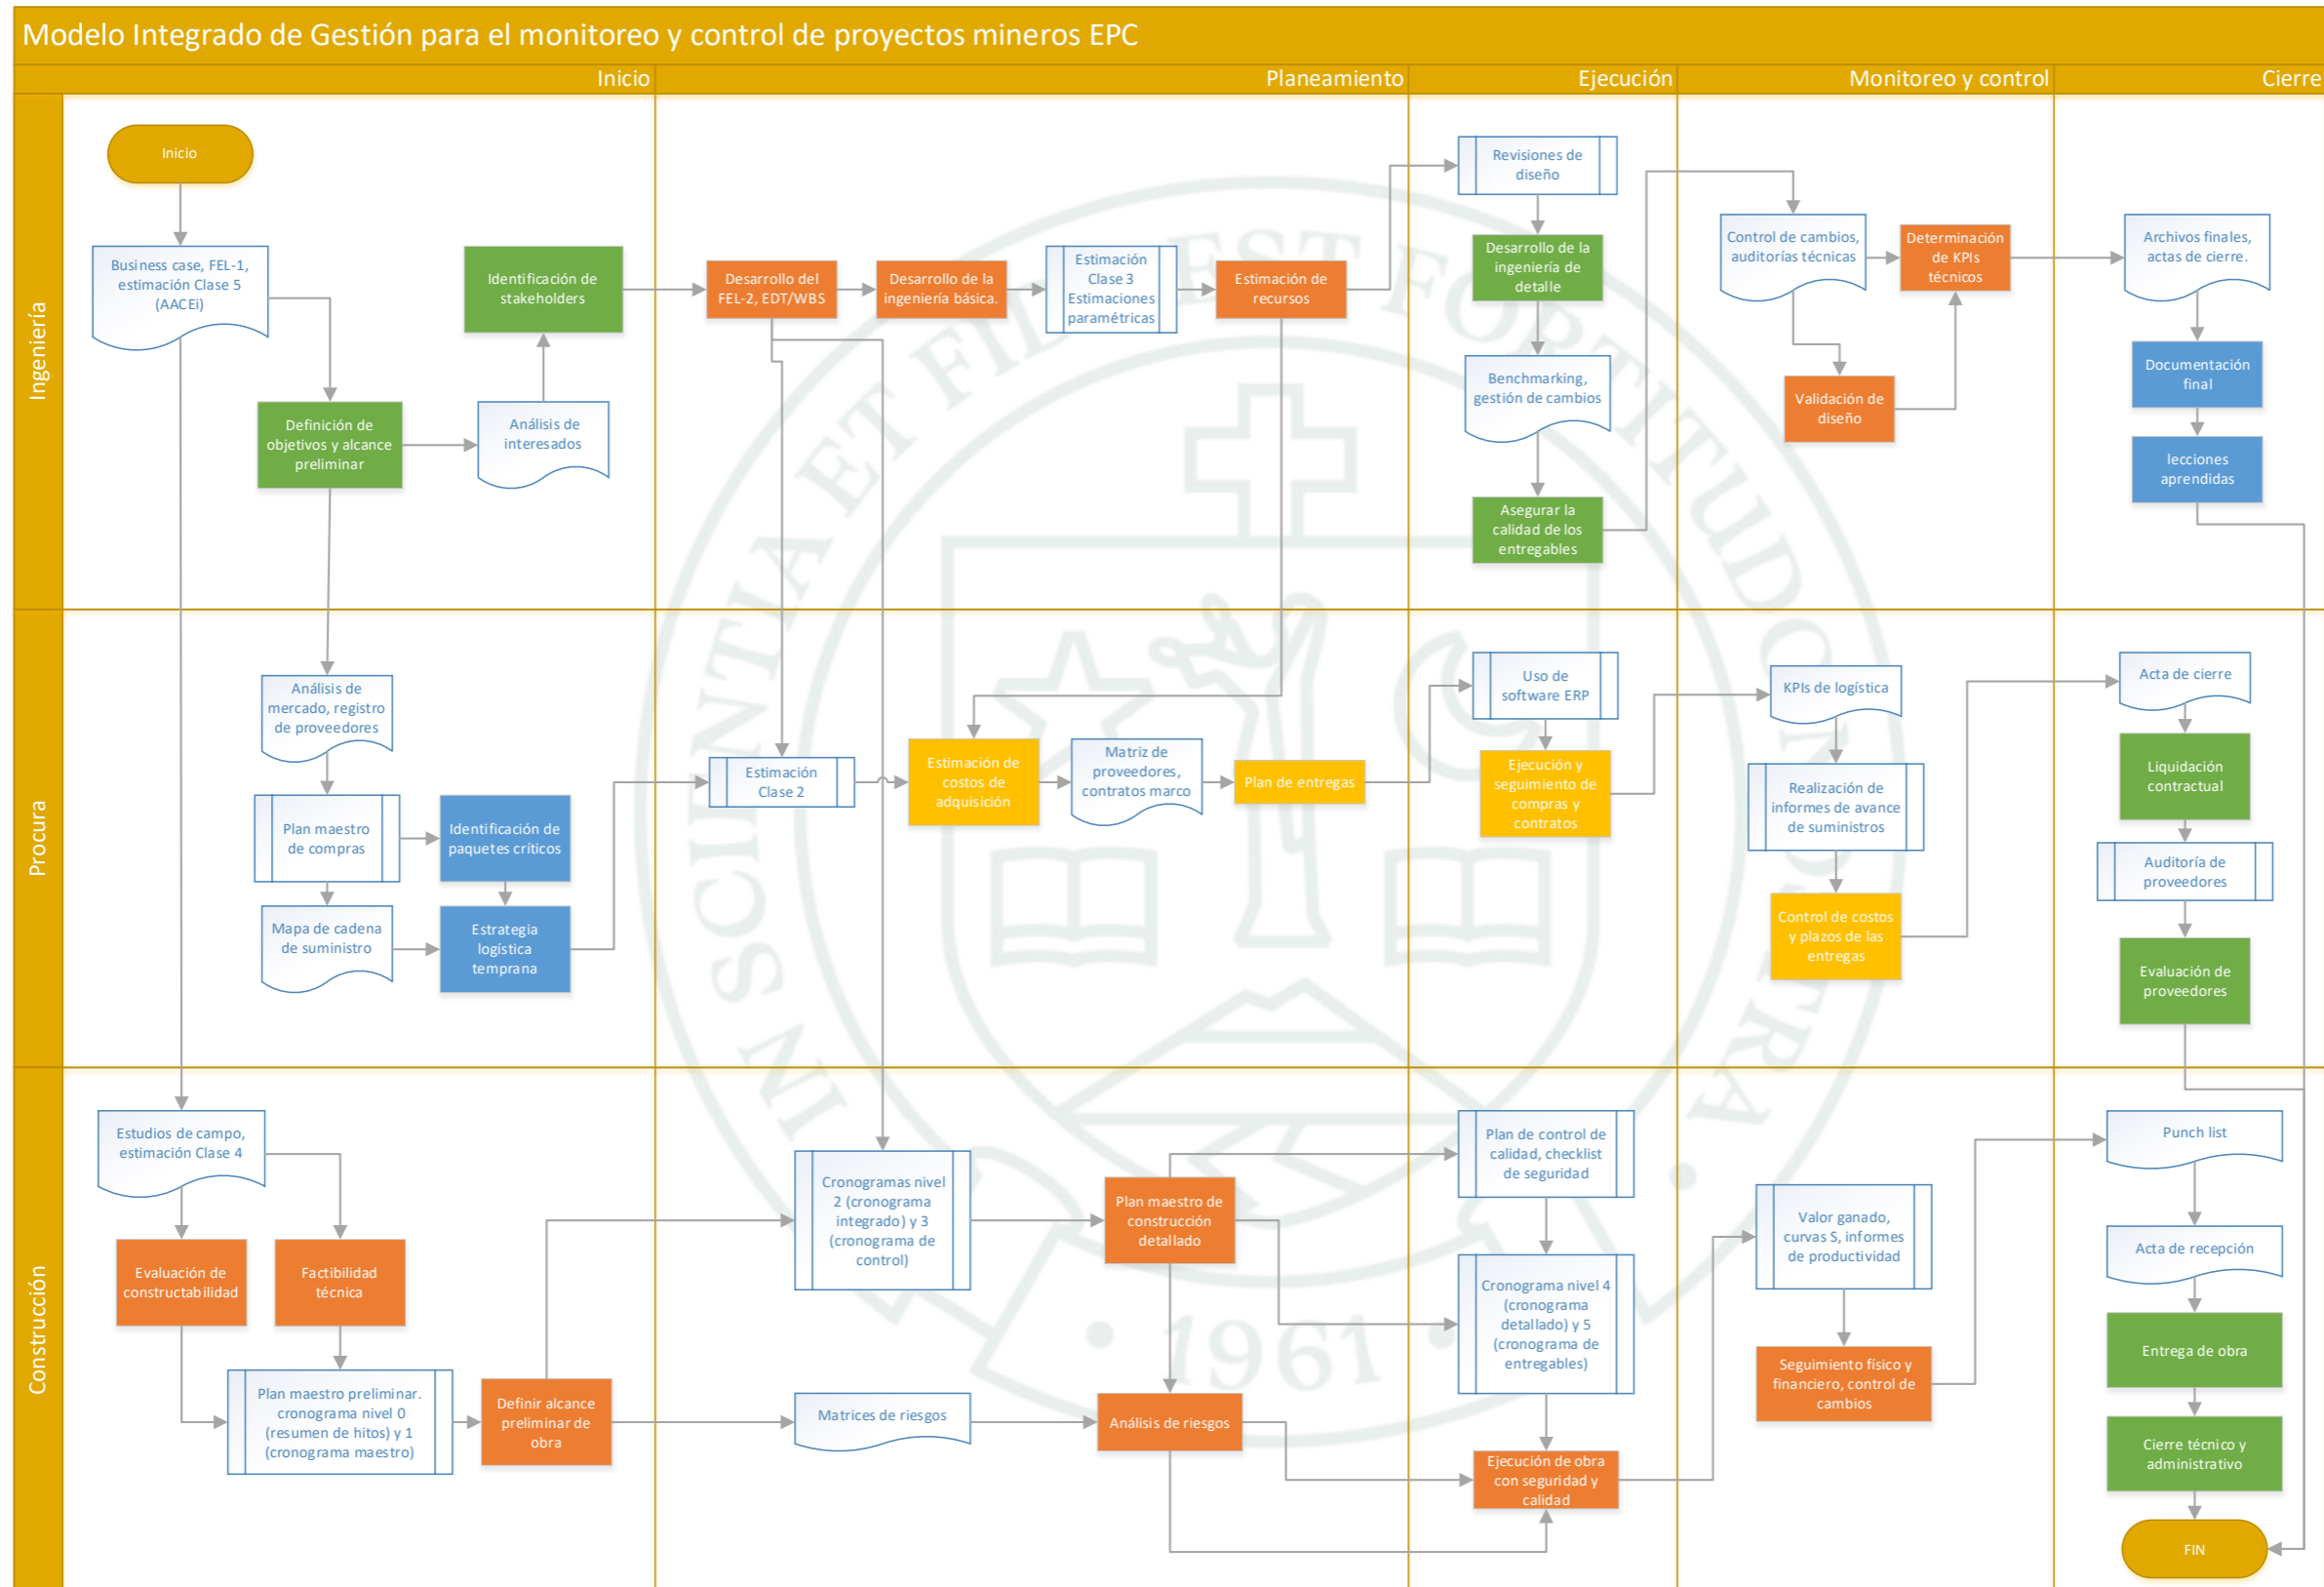 Modelo Integrado de Gestión para el monitoreo y control de proyectos mineros EPC
Inicio
Planeamiento
Ejecución
Monitoreo y control
Cierre
Ingeniería
Inicio
Business case, FEL-1,
estimación Clase 5
(AACEi)
Identificación de
stakeholders
Definición de
objetivos y alcance
preliminar
Análisis de
interesados
Desarrollo del
FEL-2, EDT/WBS
Desarrollo de la
ingeniería básica.
Estimación
Clase 3
Estimaciones
paramétricas
Estimación de
recursos
Revisiones de
diseño
Desarrollo de la
ingeniería de
detalle
Benchmarking,
gestión de cambios
Asegurar la
calidad de los
entregables
Control de cambios,
auditorías técnicas
Determinación
de KPIs
técnicos
Validación de
diseño
Archivos finales,
actas de cierre.
Documentación
final
lecciones
aprendidas
Procura
Análisis de
mercado, registro
de proveedores
Plan maestro
de compras
Identificación de
paquetes críticos
Mapa de cadena
de suministro
Estrategia
logística
temprana
Estimación
Clase 2
Estimación de
costos de
adquisición
Matriz de
proveedores,
contratos marco
Plan de entregas
Uso de
software ERP
Ejecución y
seguimiento de
compras y
contratos
KPIs de logística
Realización de
informes de avance
de suministros
Control de costos
y plazos de las
entregas
Acta de cierre
Liquidación
contractual
Auditoría de
proveedores
Evaluación de
proveedores
Construcción
Estudios de campo,
estimación Clase 4
Evaluación de
constructabilidad
Factibilidad
técnica
Plan maestro preliminar.
cronograma nivel 0
(resumen de hitos) y 1
(cronograma maestro)
Definir alcance
preliminar de
obra
Cronogramas nivel
2 (cronograma
integrado) y 3
(cronograma de
control)
Matrices de riesgos
Plan maestro de
construcción
detallado
Análisis de riesgos
Plan de control de
calidad, checklist
de seguridad
Cronograma nivel 4
(cronograma
detallado) y 5
(cronograma de
entregables)
Ejecución de obra
con seguridad y
calidad
Valor ganado,
curvas S, informes
de productividad
Seguimiento físico y
financiero, control de
cambios
Punch list
Acta de recepción
Entrega de obra
Cierre técnico y
administrativo
FIN
IN SCIENTIA ET FIDE EST FORTITUDO NOSTRA
• 1961 •